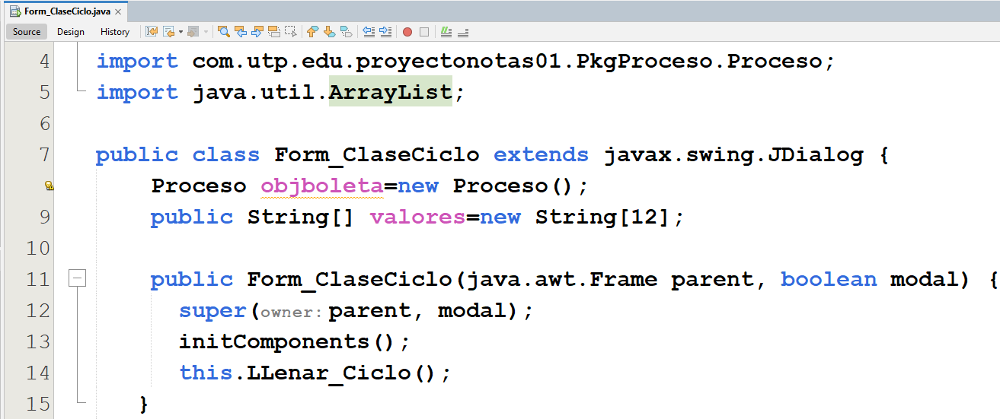 Form_ClaseCiclo.java
Source Design History
4 import com.utp.edu.proyectonotas01.PkgProceso.Proceso;
5 import java.util.ArrayList;
6
7 public class Form_ClaseCiclo extends javax.swing.JDialog {
Proceso objboleta=new Proceso();
9 public String[] valores=new String[12];
10
11 public Form_ClaseCiclo(java.awt.Frame parent, boolean modal) {
12 super(owner: parent, modal);
13 initComponents();
14 this.LLenar_Ciclo();
15 }